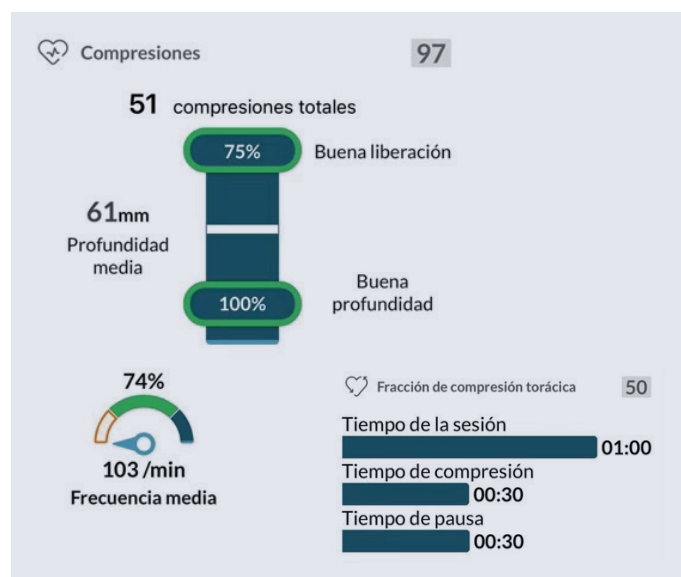 Compresiones
97
51 compresiones totales
75%
Buena liberación
61mm
Profundidad
media
Buena
profundidad
100%
74%
103 /min
Frecuencia media
Fracción de compresión torácica
50
Tiempo de la sesión
01:00
Tiempo de compresión
00:30
Tiempo de pausa
00:30